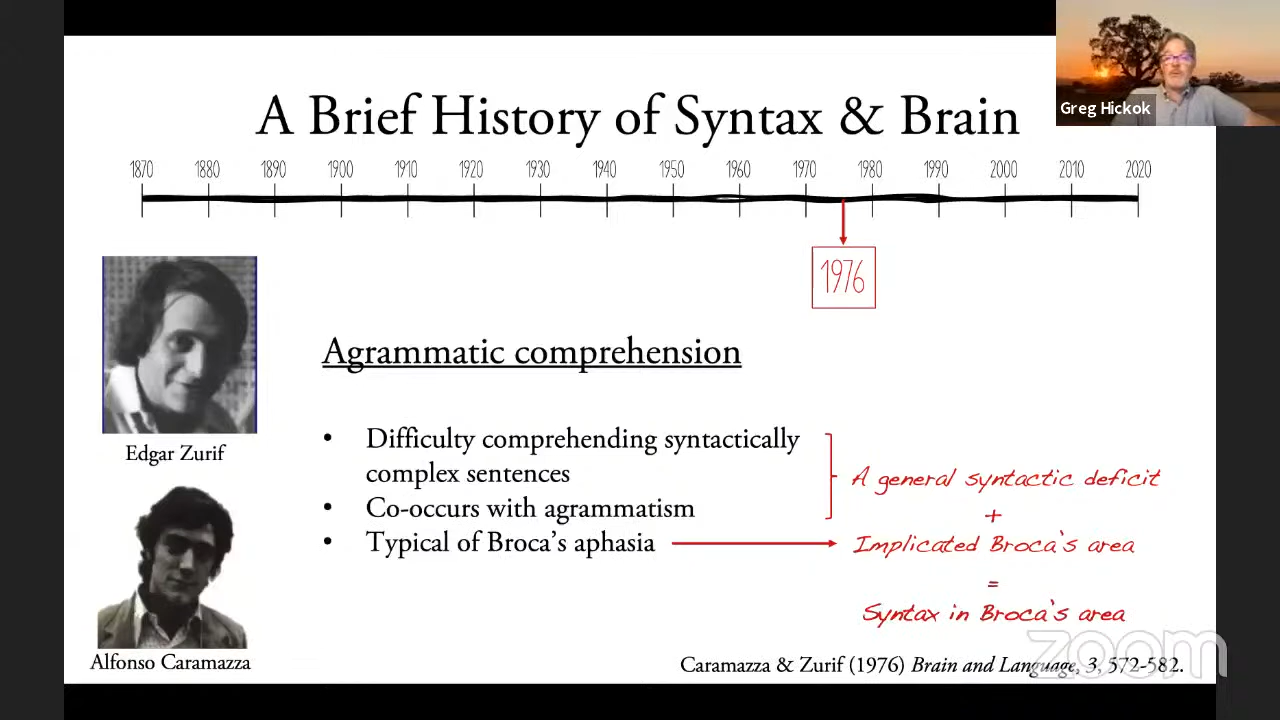 Greg Hickok
A Brief History of Syntax & Brain
1870 1880 1890 1900 1910 1920 1930 1940 1950 1960 1970 1980 1990 2000 2010 2020
1976
Agrammatic comprehension
• Difficulty comprehending syntactically
complex sentences
• Co-occurs with agrammatism
• Typical of Broca's aphasia
A general syntactic deficit
+
Implicated Broca's area
=
Syntax in Broca's area
Edgar Zurif
Alfonso Caramazza
Caramazza & Zurif (1976) Brain and Language, 3, 572-582.
zoom